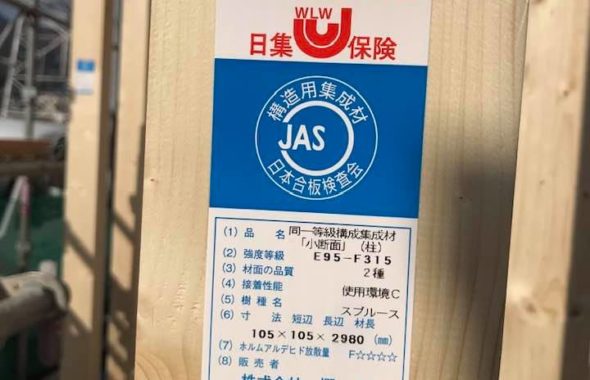 WLW
日集 保険
構造用集成材
JAS
日本合板検査会
(1) 品名 同一等級構成集成材
「小断面」(柱)
(2) 強度等級 E95-F315
(3) 材面の品質 2種
(4) 接着性能 使用環境C
(5) 樹種名 スプルース
(6) 寸法 短辺 長辺 材長
105×105×2980 (㎜)
(7) ホルムアルデヒド放散量 F☆☆☆☆
(8) 販売者
株式会社